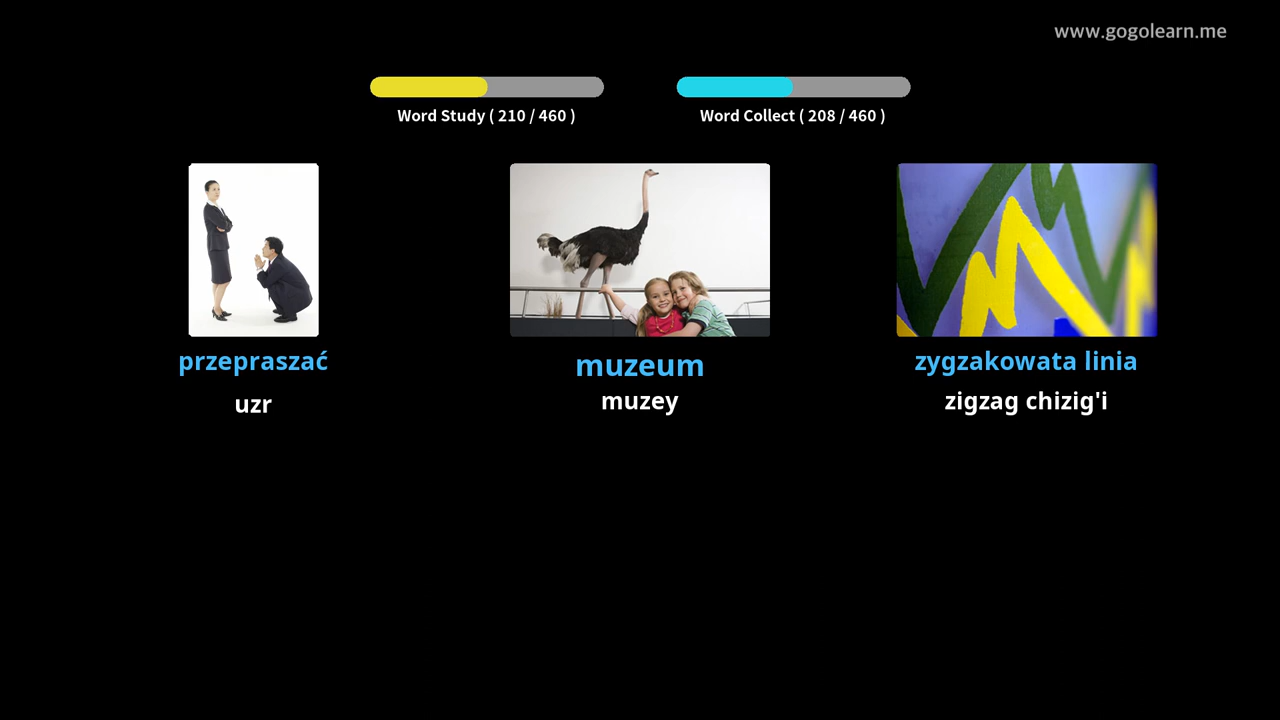 www.gogolearn.me
Word Study ( 210 / 460 )
Word Collect ( 208 / 460 )
przepraszać
muzeum
zygzakowata linia
uzr
muzey
zigzag chizig'i